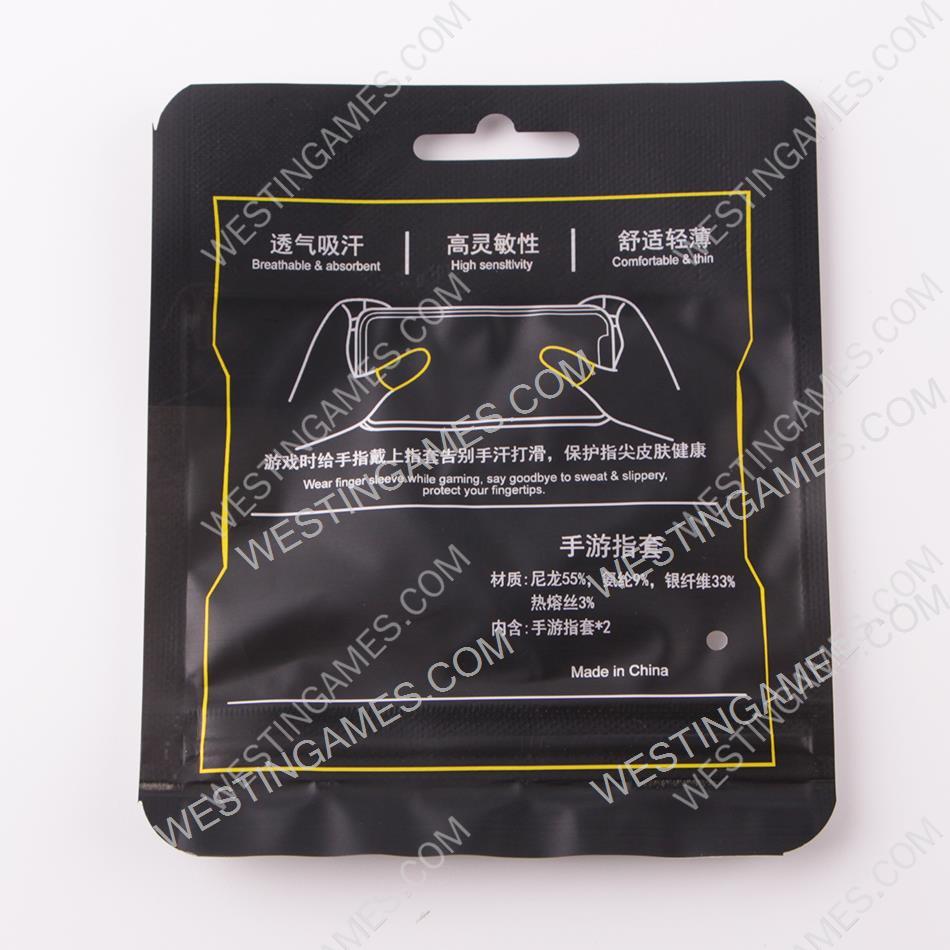 透气吸汗
Breathable & absorbent
高灵敏性
High sensitivity
舒适轻薄
Comfortable & thin
游戏时给手指戴上指套告别手汗打滑，保护指尖皮肤健康
Wear finger sleeve while gaming, say goodbye to sweat & slippery,
protect your fingertips.
手游指套
材质:尼龙55%，氨纶9%，银纤维33%
热熔丝3%
内含:手游指套*2
Made in China
WESTINGAMES.COM